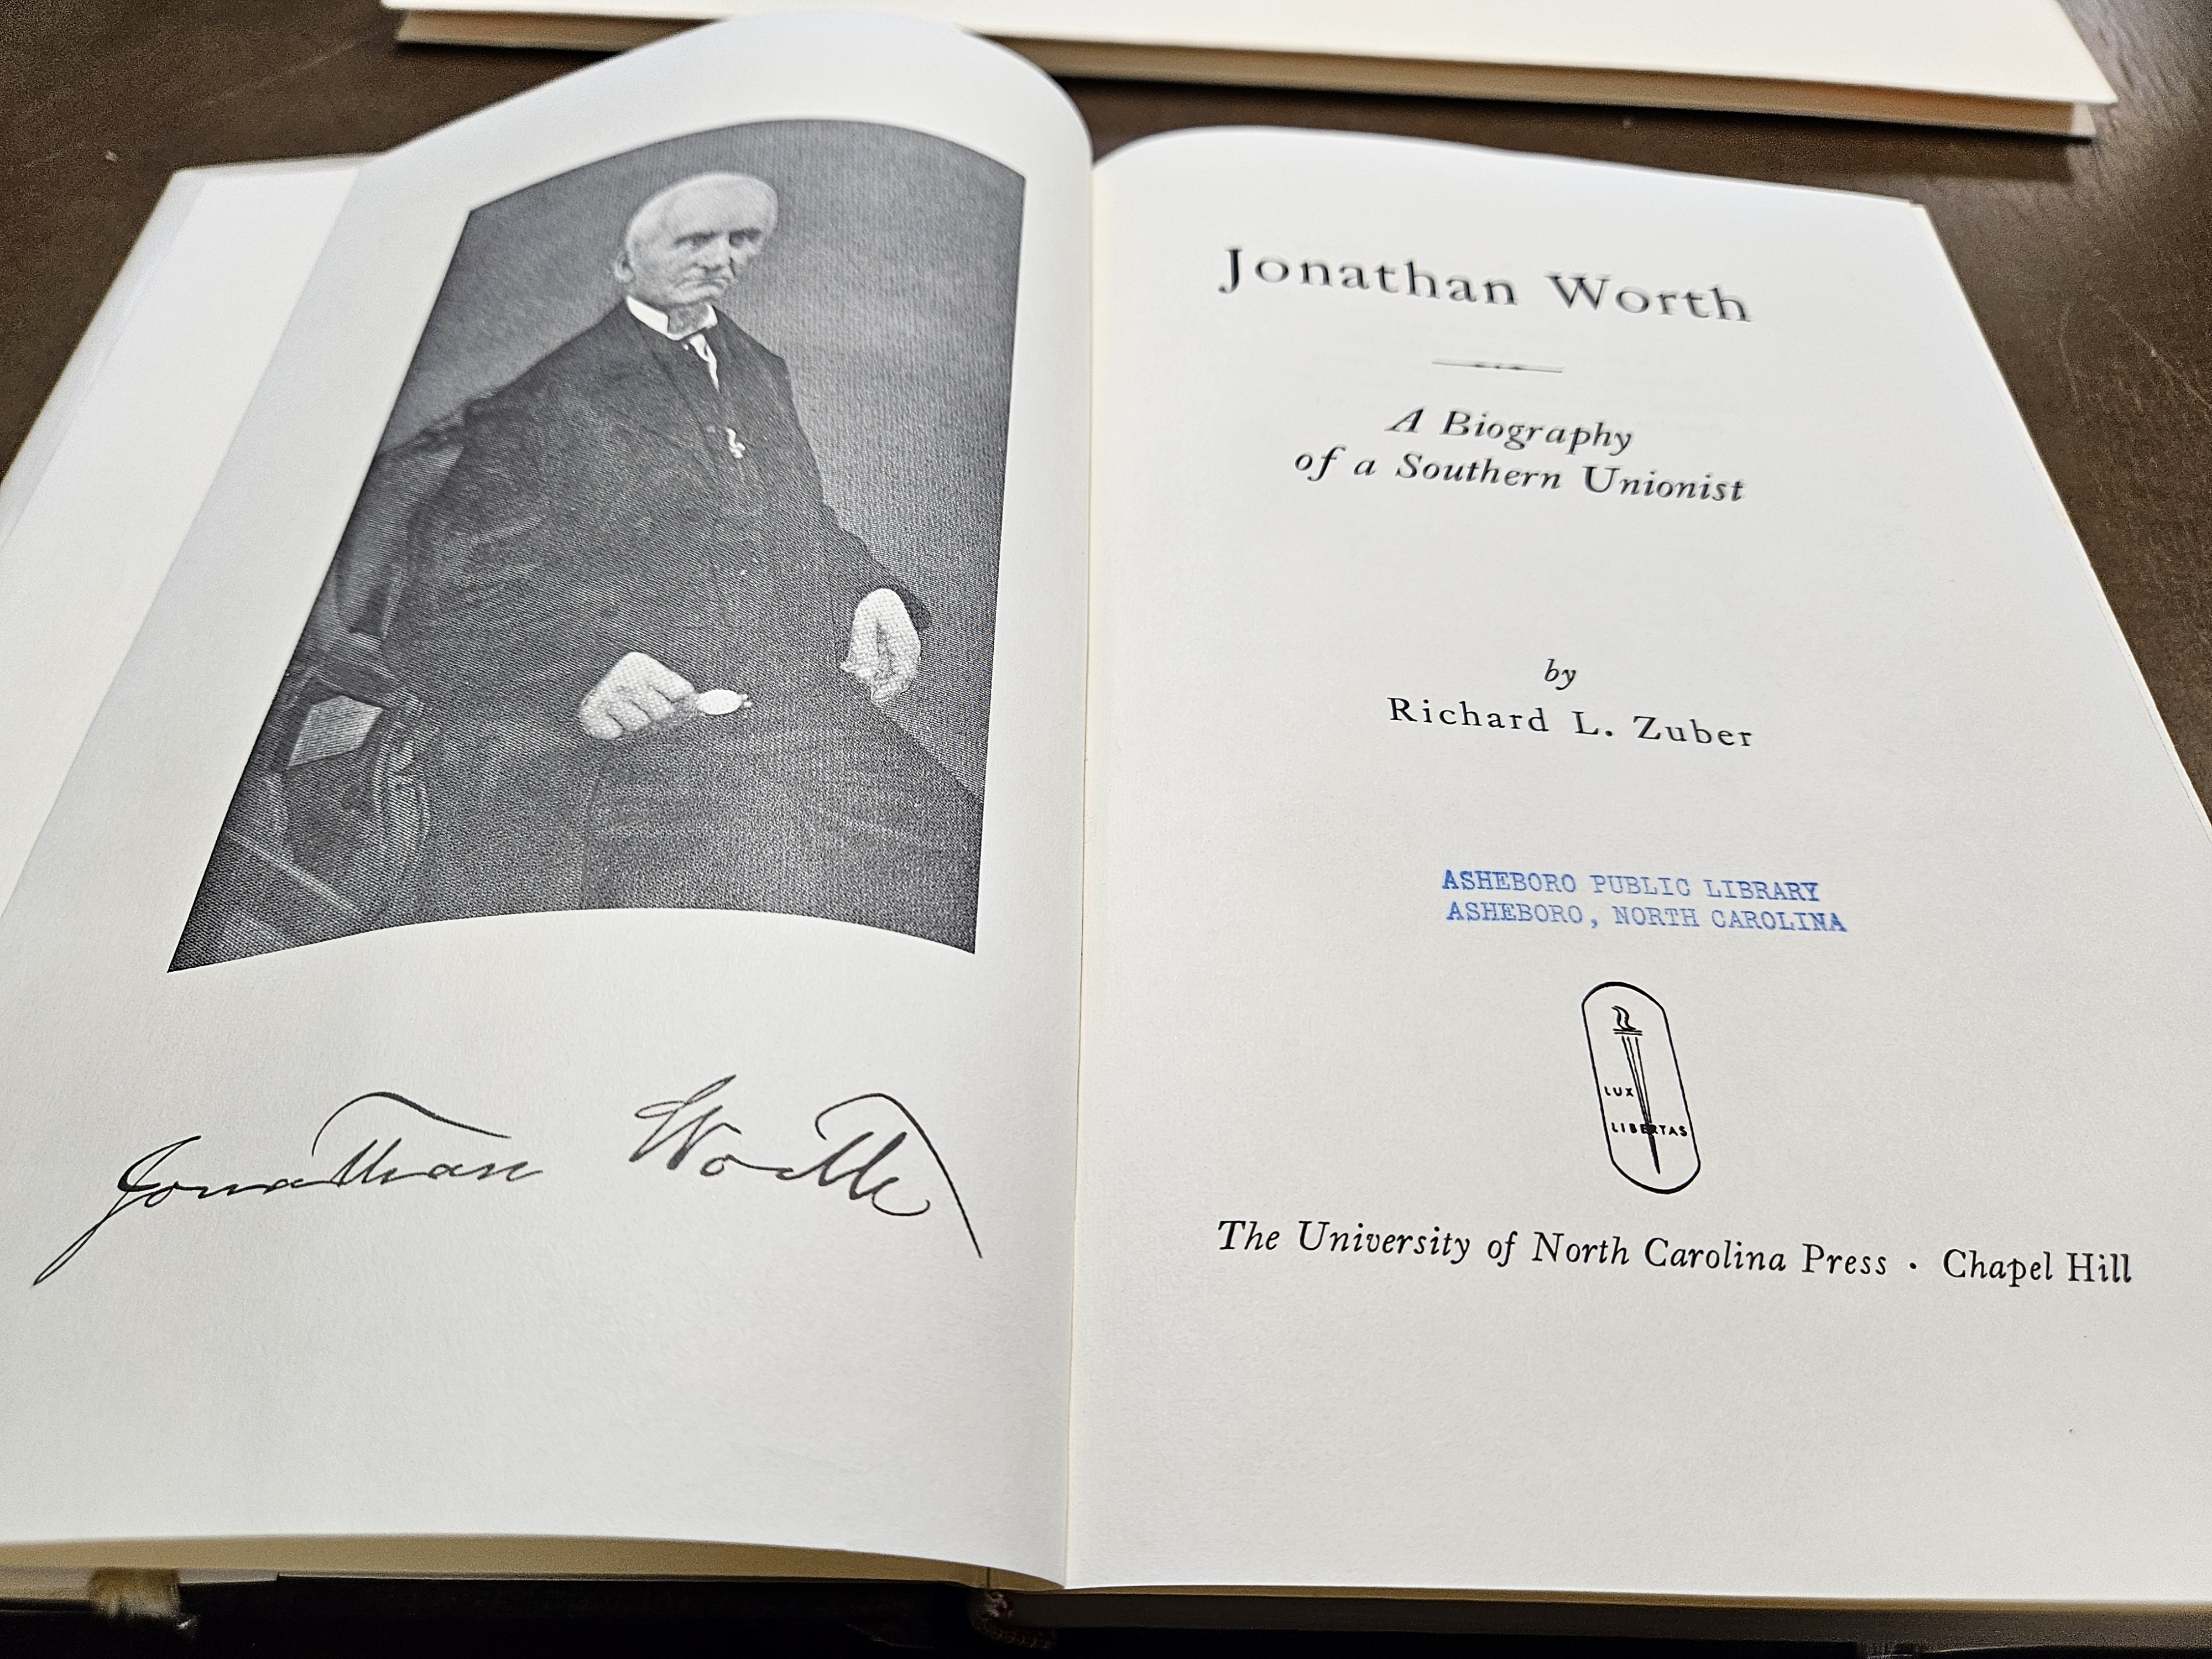 Jonathan Worth
Jonathan Worth
A Biography
of a Southern Unionist
by
Richard L. Zuber
ASHEBORO PUBLIC LIBRARY
ASHEBORO, NORTH CAROLINA
LUX
LIBERTAS
The University of North Carolina Press · Chapel Hill